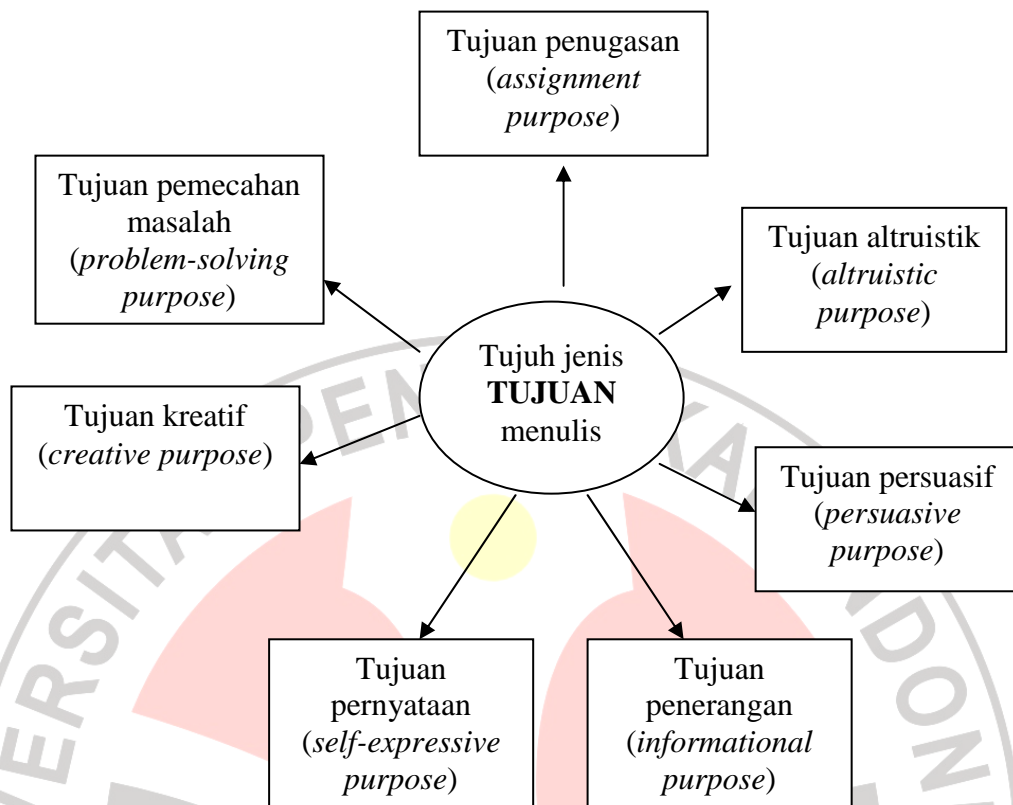 Tujuan penugasan
(assignment
purpose)
Tujuan pemecahan
masalah
(problem-solving
purpose)
Tujuan altruistik
(altruistic
purpose)
Tujuh jenis
TUJUAN
menulis
Tujuan kreatif
(creative purpose)
Tujuan persuasif
(persuasive
purpose)
Tujuan
pernyataan
(self-expressive
purpose)
Tujuan
penerangan
(informational
purpose)